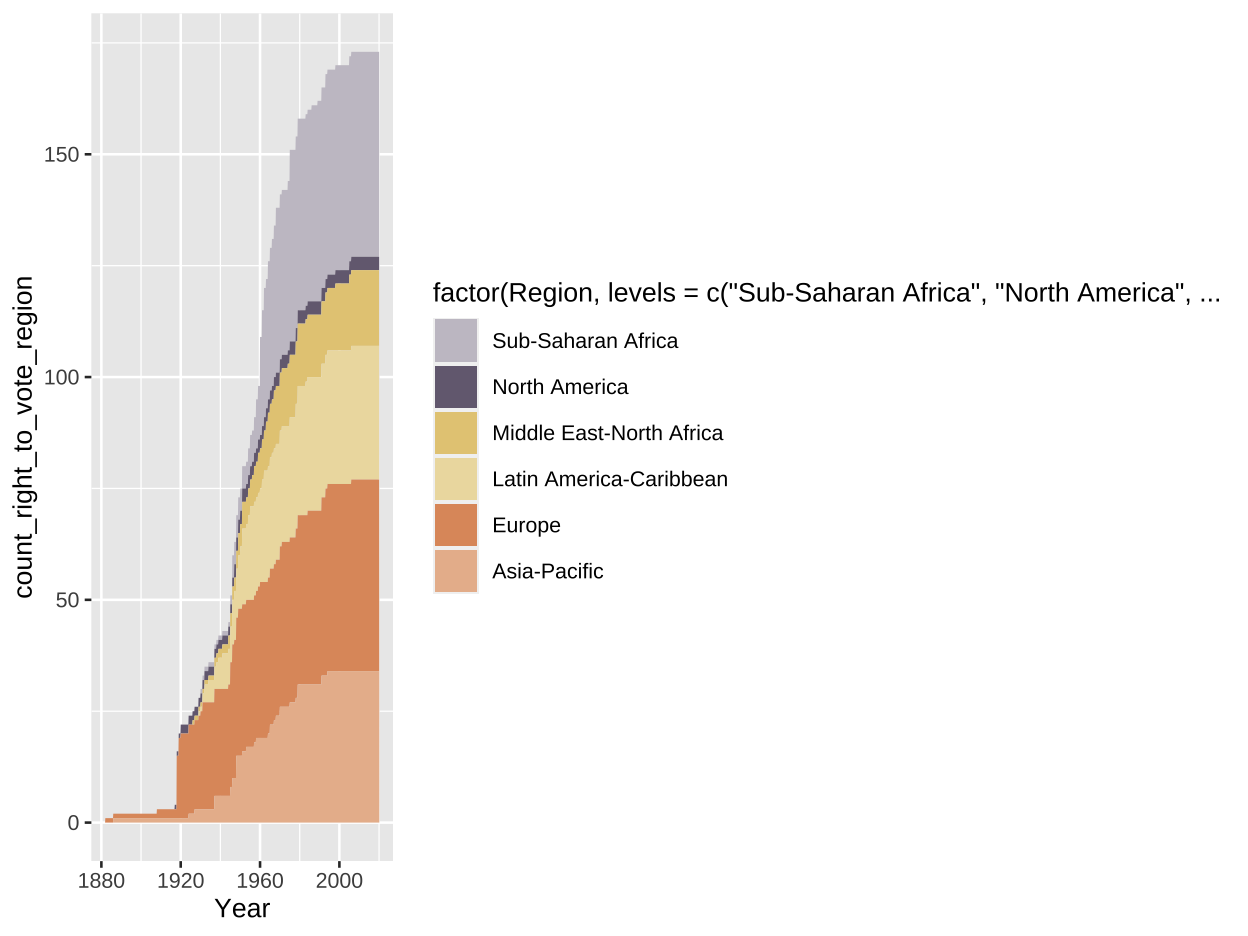 count_right_to_vote_region
150
100
50
0
1880 1920 1960 2000
Year
factor(Region, levels = c("Sub-Saharan Africa", "North America", ...
Sub-Saharan Africa
North America
Middle East-North Africa
Latin America-Caribbean
Europe
Asia-Pacific